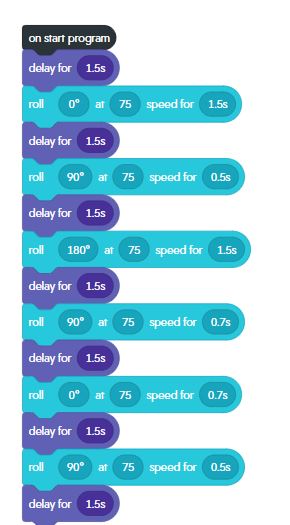 on start program
delay for 1.5s
roll 0° at 75 speed for 1.5s
delay for 1.5s
roll 90° at 75 speed for 0.5s
delay for 1.5s
roll 180° at 75 speed for 1.5s
delay for 1.5s
roll 90° at 75 speed for 0.7s
delay for 1.5s
roll 0° at 75 speed for 0.7s
delay for 1.5s
roll 90° at 75 speed for 0.5s
delay for 1.5s